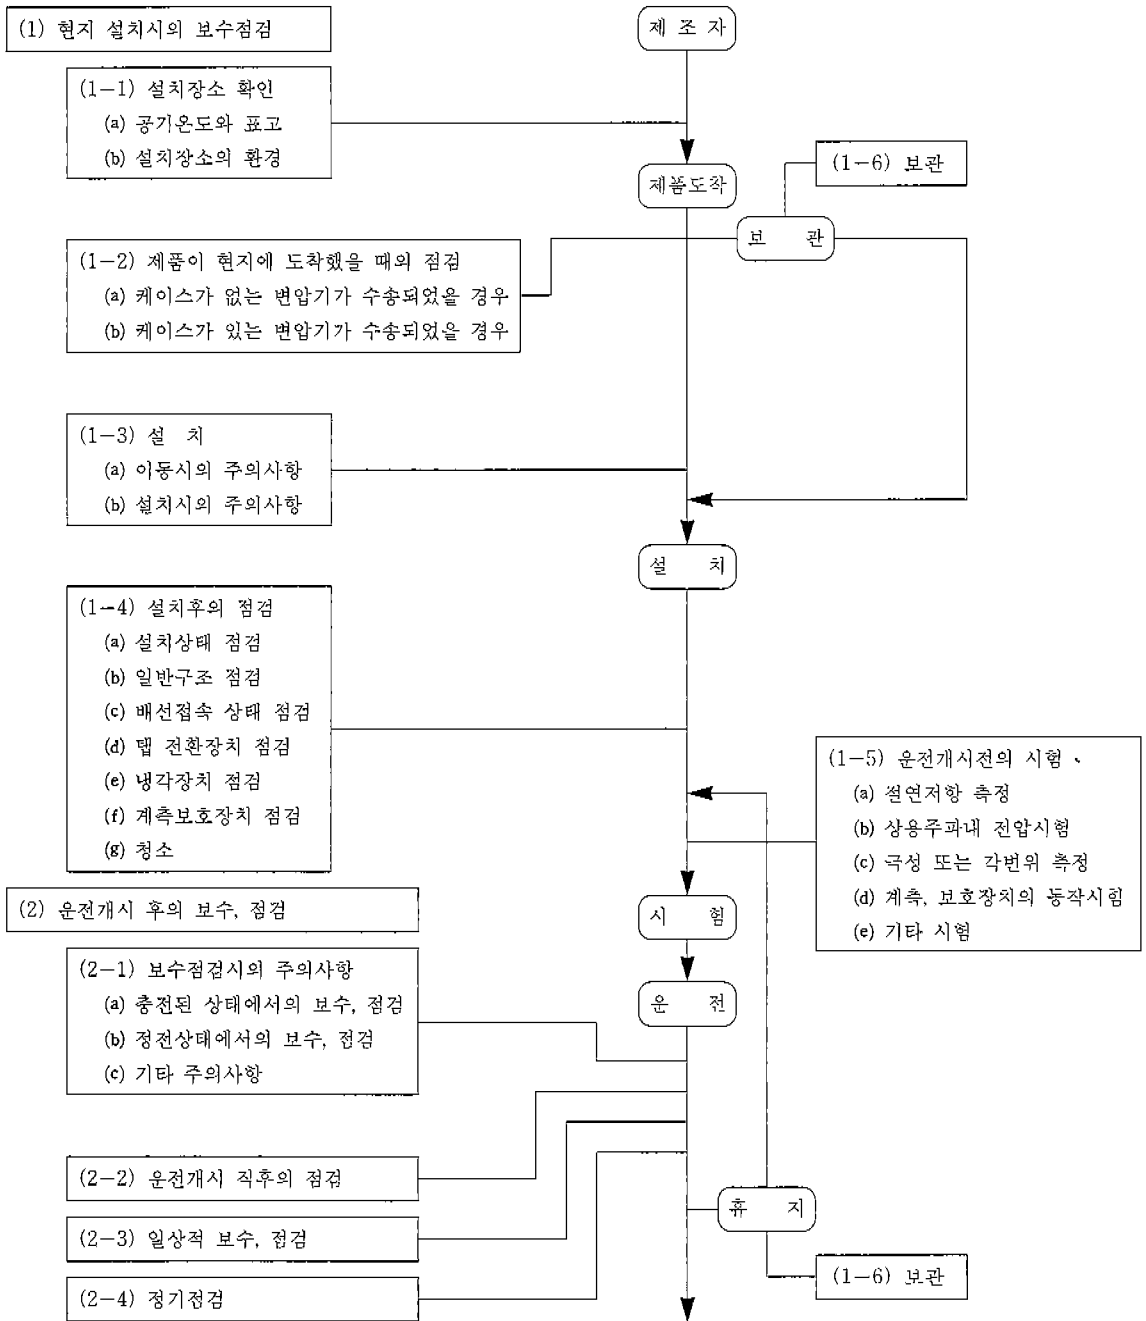 (1) 현지 설치시의 보수점검
제 조 자
(1-1) 설치장소 확인
(a) 공기온도와 표고
(b) 설치장소의 환경
제품도착
(1-6) 보관
보 관
(1-2) 제품이 현지에 도착했을 때의 점검
(a) 케이스가 없는 변압기가 수송되었을 경우
(b) 케이스가 있는 변압기가 수송되었을 경우
(1-3) 설 치
(a) 이동시의 주의사항
(b) 설치시의 주의사항
설 치
(1-4) 설치후의 점검
(a) 설치상태 점검
(b) 일반구조 점검
(c) 배선접속 상태 점검
(d) 탭 전환장치 점검
(e) 냉각장치 점검
(f) 계측보호장치 점검
(g) 청소
(1-5) 운전개시전의 시험
(a) 절연저항 측정
(b) 상용주파내 전압시험
(c) 극성 또는 각변위 측정
(d) 계측, 보호장치의 동작시험
(e) 기타 시험
시 험
(2) 운전개시 후의 보수, 점검
(2-1) 보수점검시의 주의사항
(a) 충전된 상태에서의 보수, 점검
(b) 정전상태에서의 보수, 점검
(c) 기타 주의사항
운 전
(2-2) 운전개시 직후의 점검
(2-3) 일상적 보수, 점검
(2-4) 정기점검
휴 지
(1-6) 보관